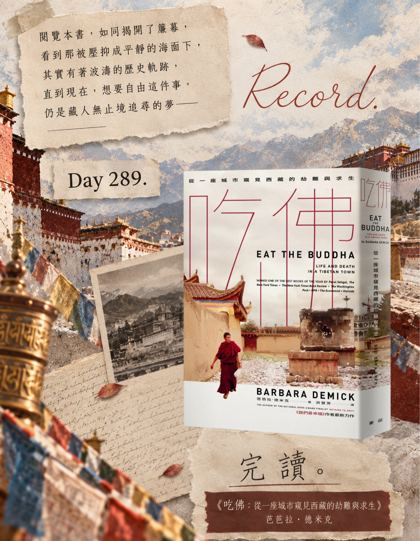 閱覽本書，如同揭開了簾幕，
看到那被壓抑成平靜的海面下，
其實有著波濤的歷史軌跡，
直到現在，想要自由這件事，
仍是藏人無止境追尋的夢——
Record.
Day 289.
從一座城市窺見西藏的劫難與求生
吃佛
EAT THE BUDDHA
LIFE AND DEATH
IN A TIBETAN TOWN
BARBARA DEMICK
芭芭拉·德米克
吃佛
EAT
THE
BUDDHA
by BARBARA DEMICK
完讀。
《吃佛：從一座城市窺見西藏的劫難與求生》
芭芭拉·德米克